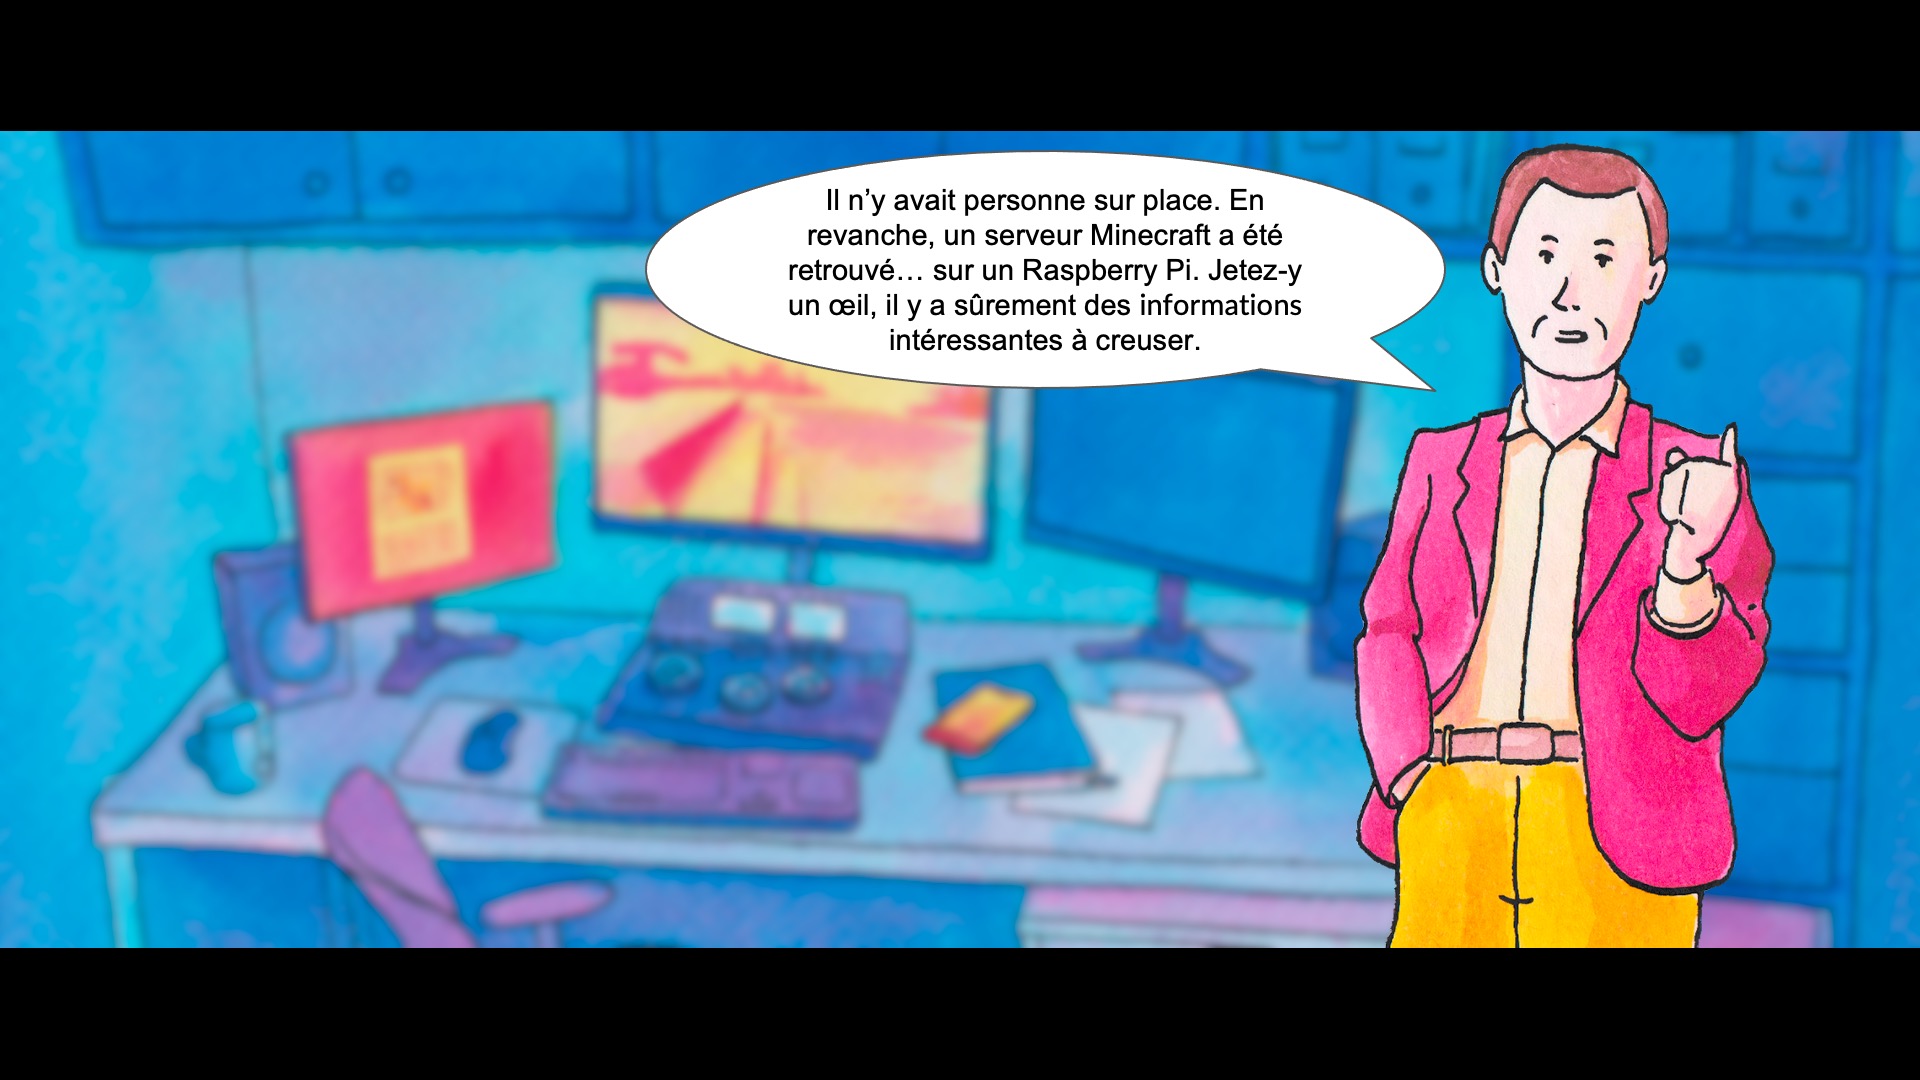 Il n’y avait personne sur place. En
revanche, un serveur Minecraft a été
retrouvé… sur un Raspberry Pi. Jetez-y
un œil, il y a sûrement des informations
intéressantes à creuser.